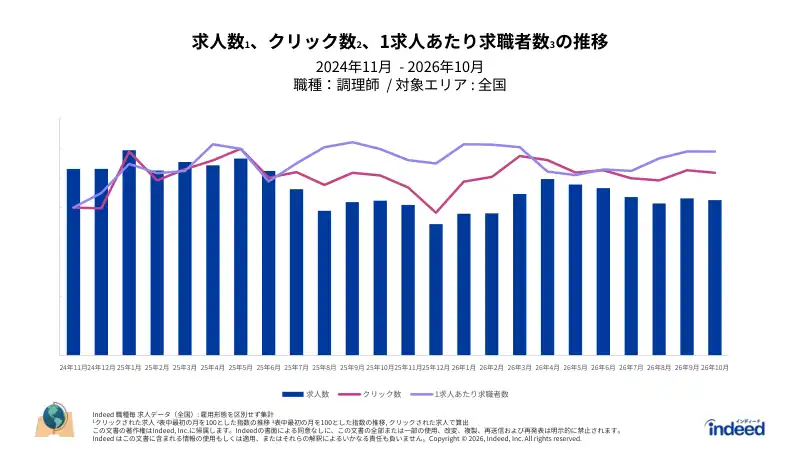 求人数1、クリック数2、1求人あたり求職者数3の推移
2024年11月 - 2026年10月
職種：調理師 / 対象エリア : 全国
24年11月 24年12月 25年1月 25年2月 25年3月 25年4月 25年5月 25年6月 25年7月 25年8月 25年9月 25年10月 25年11月 25年12月 26年1月 26年2月 26年3月 26年4月 26年5月 26年6月 26年7月 26年8月 26年9月 26年10月
求人数 クリック数 1求人あたり求職者数
Indeed 職種毎 求人データ（全国）: 雇用形態を区別せず集計
¹クリックされた求人 ²表中最初の月を100とした指数の推移 ³表中最初の月を100とした指数の推移, クリックされた求人で算出
この文書の著作権はIndeed, Inc.に帰属します。Indeedの書面による同意なしに、この文書の全部または一部の使用、改変、複製、再送信および再発表は明示的に禁止されます。
Indeed はこの文書に含まれる情報の使用もしくは適用、またはそれらの解釈によるいかなる責任も負いません。Copyright © 2026, Indeed, Inc. All rights reserved.
インディード
indeed